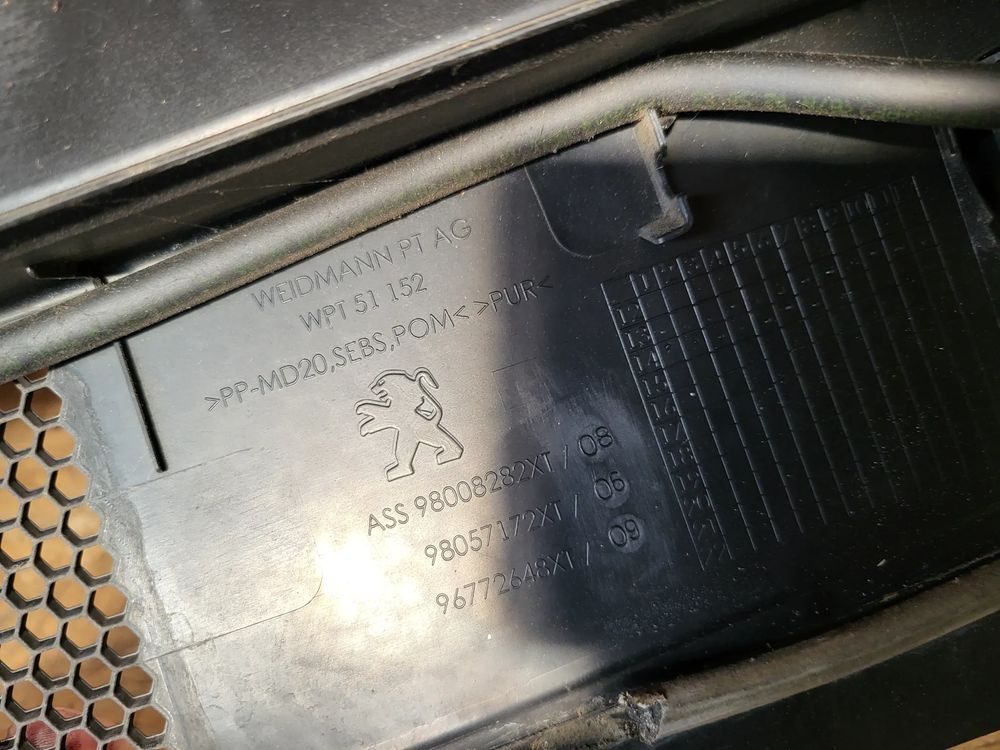 WEIDMANN PT AG
WPT 51 152
>PP-MD20,SEBS,POM< >PUR<
ASS 98008282XT / 08
98057172XT / 06
96772648XT / 09